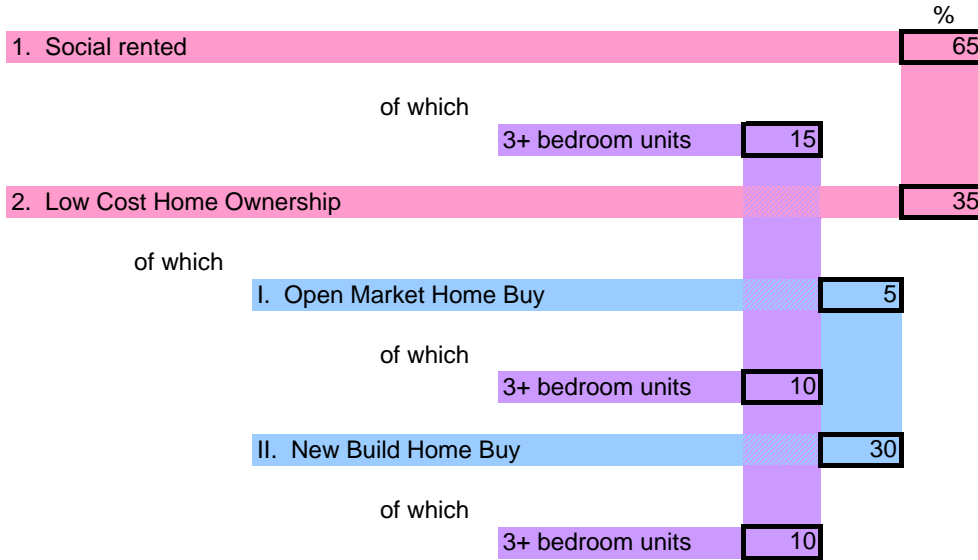 %
1. Social rented 65
of which
3+ bedroom units 15
2. Low Cost Home Ownership 35
of which
I. Open Market Home Buy 5
of which
3+ bedroom units 10
II. New Build Home Buy 30
of which
3+ bedroom units 10